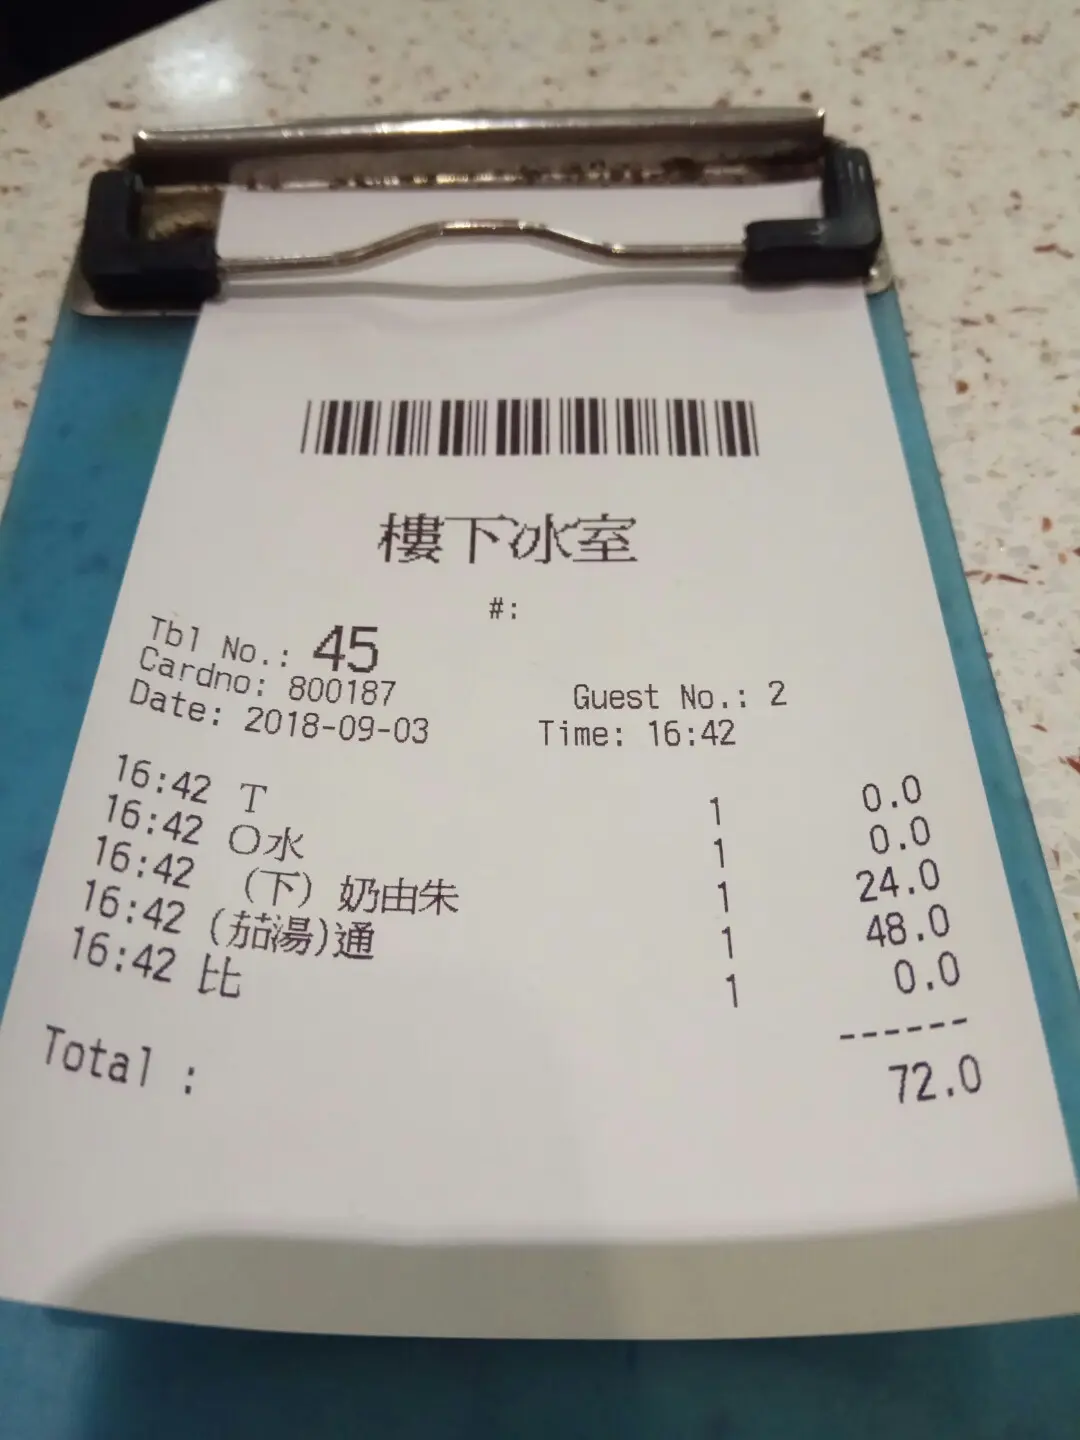 樓下冰室
#:
Tbl No.: 45
Cardno: 800187 Guest No.: 2
Date: 2018-09-03 Time: 16:42
16:42 T 1 0.0
16:42 O水 1 0.0
16:42 (下) 奶由朱 1 24.0
16:42 (茄湯)通 1 48.0
16:42 比 1 0.0
------
Total : 72.0